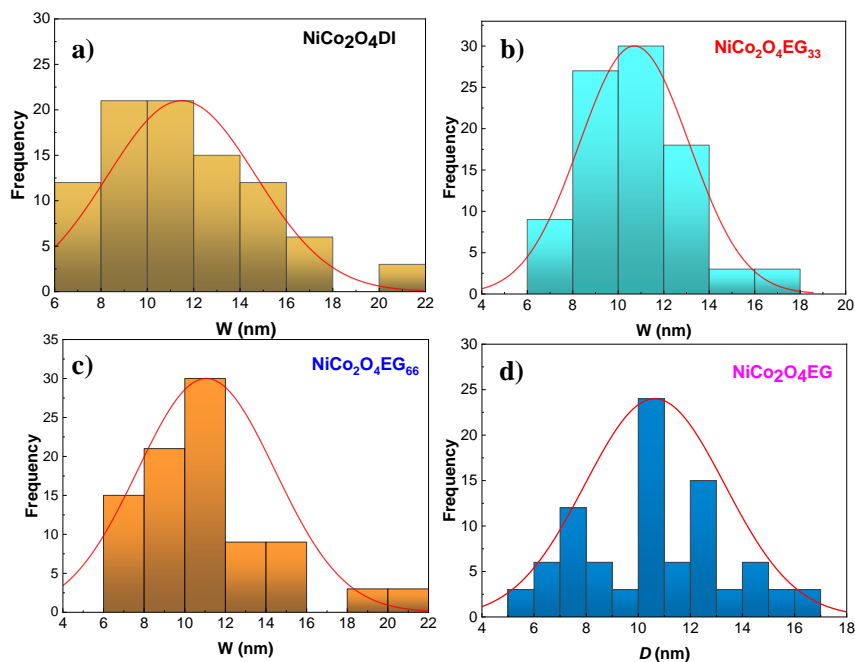 a)
NiCo₂O₄DI
Frequency
30
25
20
15
10
5
0
6 8 10 12 14 16 18 20 22
W (nm)
b)
NiCo₂O₄EG₃₃
Frequency
30
25
20
15
10
5
0
4 6 8 10 12 14 16 18 20
W (nm)
c)
NiCo₂O₄EG₆₆
Frequency
35
30
25
20
15
10
5
0
4 6 8 10 12 14 16 18 20 22
W (nm)
d)
NiCo₂O₄EG
Frequency
30
25
20
15
10
5
0
4 6 8 10 12 14 16 18
D (nm)